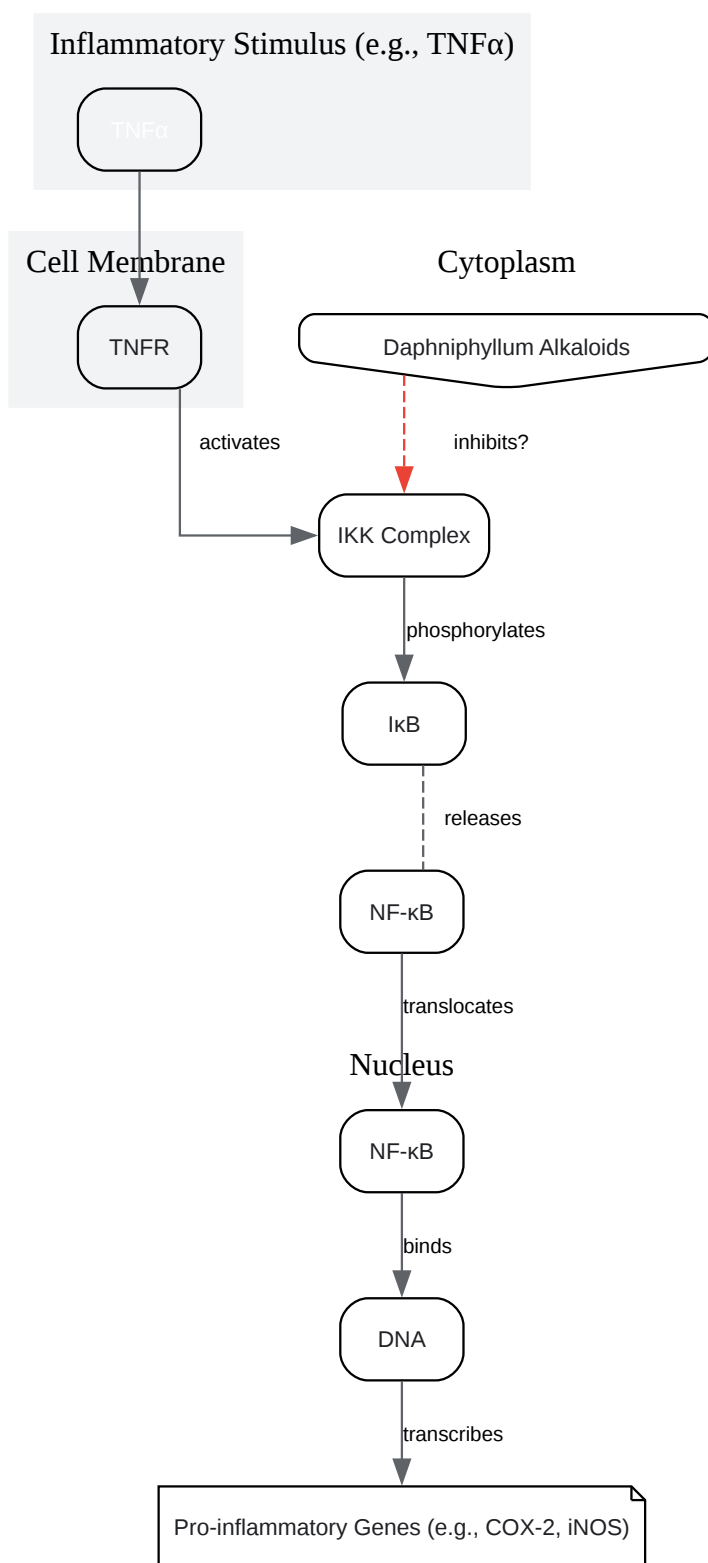 Inflammatory Stimulus (e.g., TNFα)
TNFα
Cell Membrane
Cytoplasm
TNFR
Daphniphyllum Alkaloids
activates
inhibits?
IKK Complex
phosphorylates
IκB
releases
NF-κB
translocates
Nucleus
NF-κB
binds
DNA
transcribes
Pro-inflammatory Genes (e.g., COX-2, iNOS)